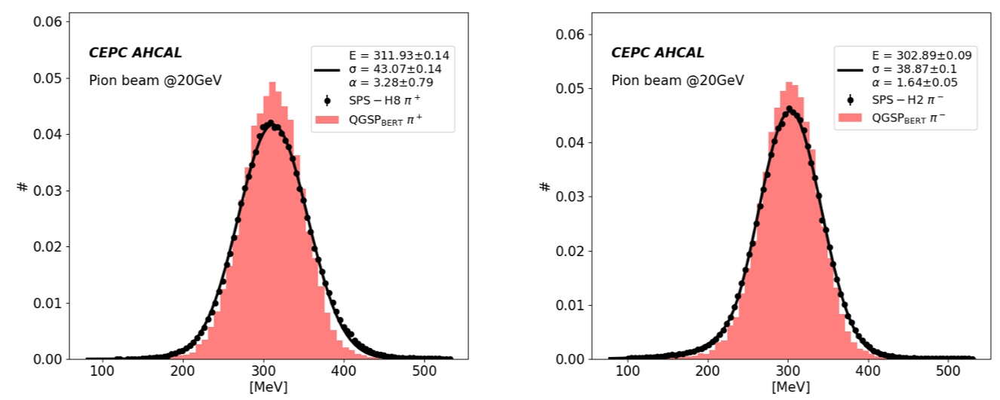 0.06
0.05
0.04
0.03
0.02
0.01
0.00
#
CEPC AHCAL
Pion beam @20GeV
E = 311.93±0.14
σ = 43.07±0.14
α = 3.28±0.79
SPS − H8 π⁺
QGSP_BERT π⁺
100 200 300 400 500
[MeV]
0.06
0.05
0.04
0.03
0.02
0.01
0.00
#
CEPC AHCAL
Pion beam @20GeV
E = 302.89±0.09
σ = 38.87±0.1
α = 1.64±0.05
SPS − H2 π⁻
QGSP_BERT π⁻
100 200 300 400 500
[MeV]